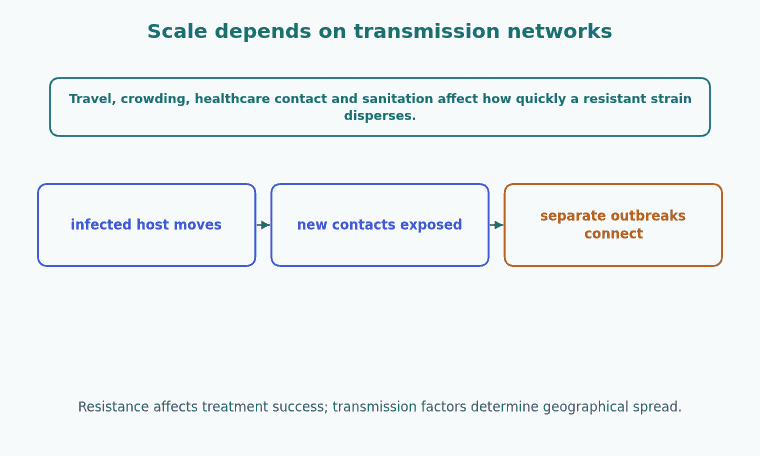 Scale depends on transmission networks
Travel, crowding, healthcare contact and sanitation affect how quickly a resistant strain
disperses.
infected host moves
new contacts exposed
separate outbreaks
connect
Resistance affects treatment success; transmission factors determine geographical spread.